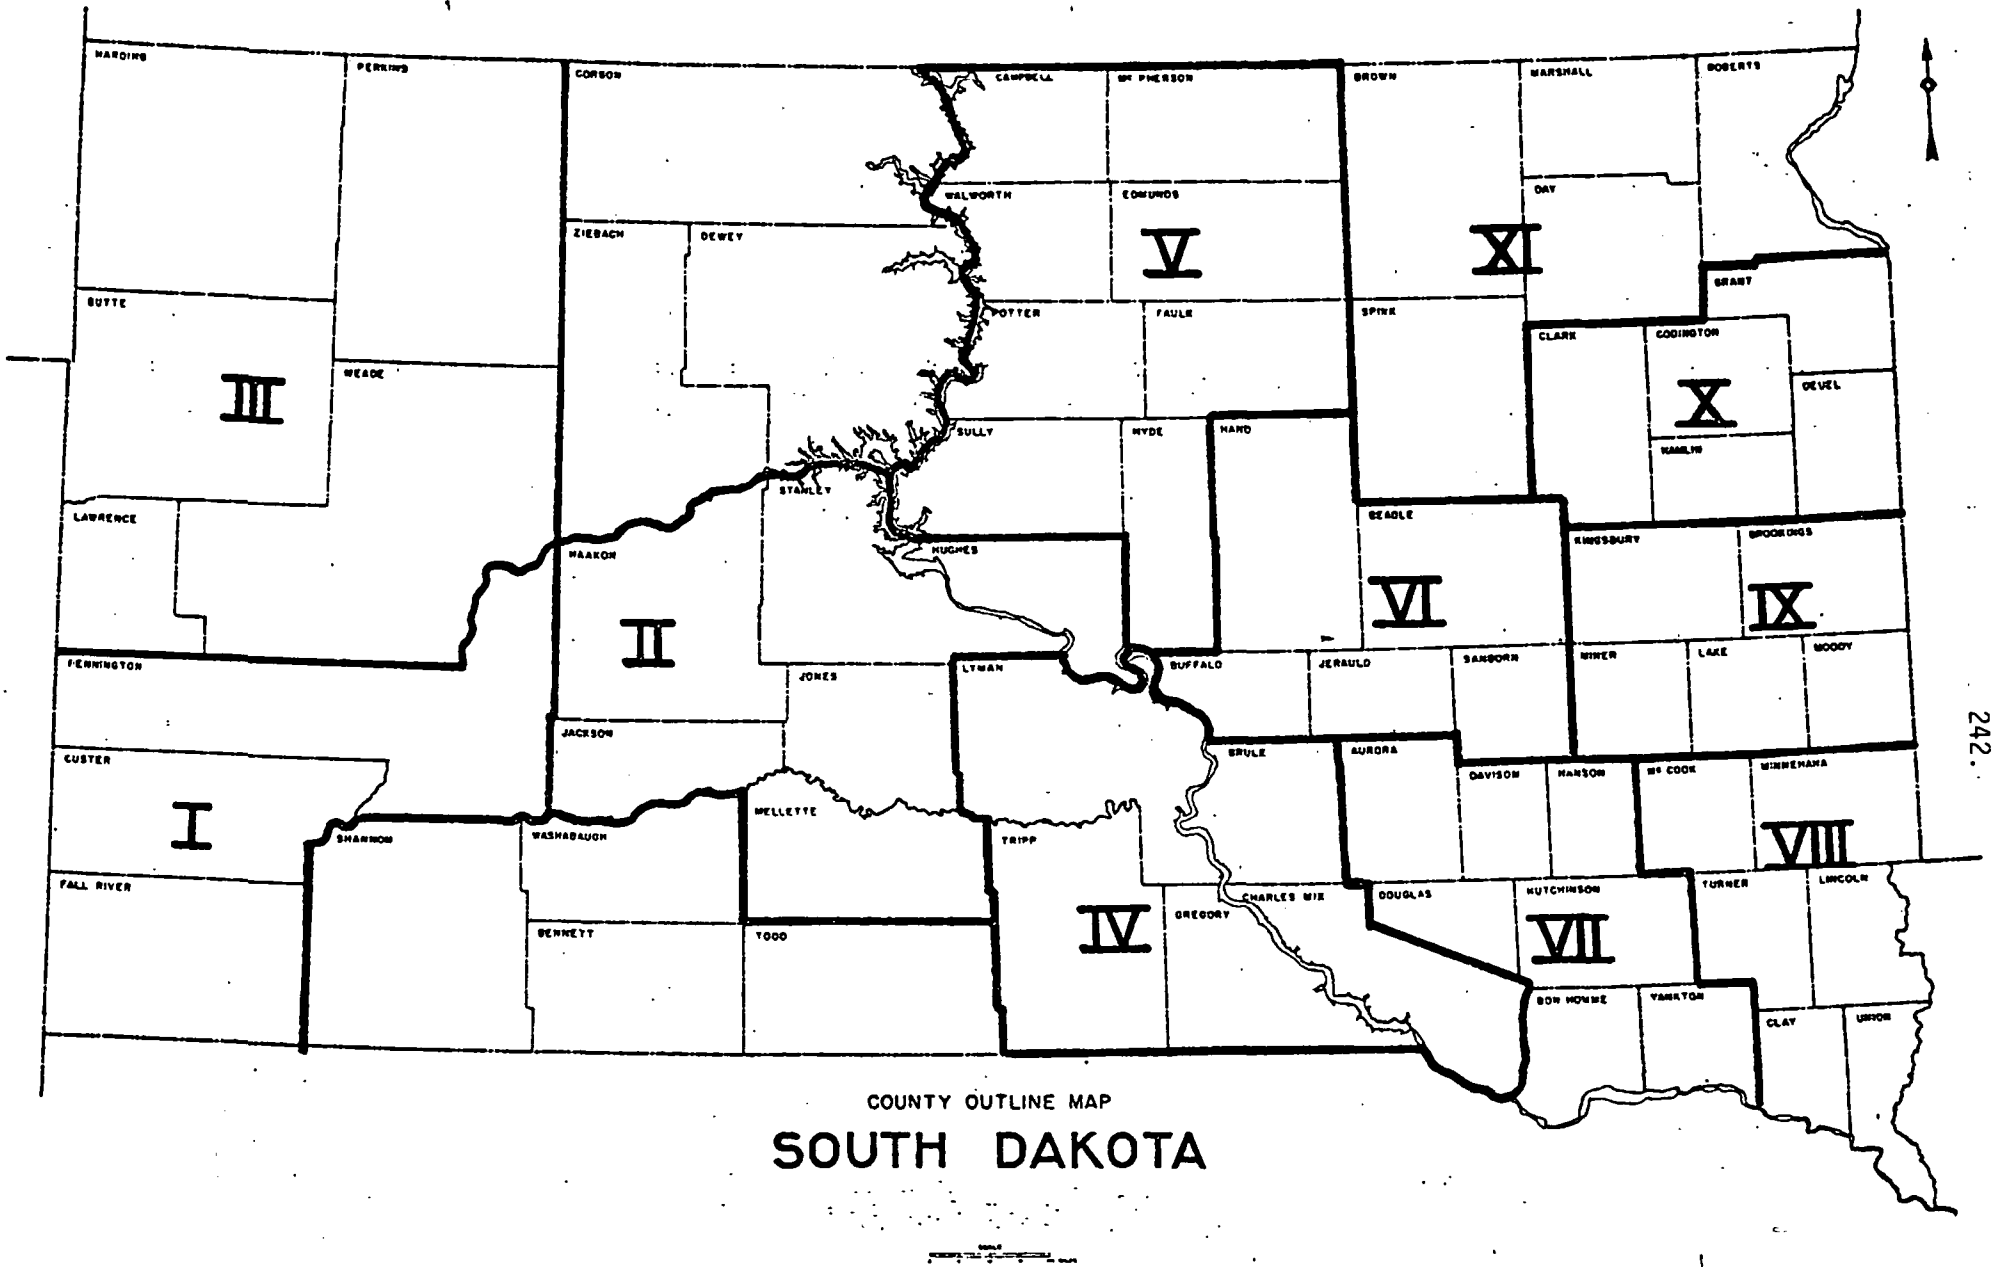 HARDING
PERKINS
CORSON
CAMPBELL
Mc PHERSON
BROWN
MARSHALL
ROBERTS
WALWORTH
EDMUNDS
DAY
ZIEBACH
DEWEY
V
XI
GRANT
BUTTE
POTTER
FAULK
SPINK
CLARK
CODINGTON
MEADE
III
X
DEUEL
SULLY
HYDE
HAND
HAMLIN
STANLEY
LAWRENCE
BEADLE
HAAKON
HUGHES
KINGSBURY
BROOKINGS
VI
IX
II
PENNINGTON
LYMAN
BUFFALO
JERAULD
SANBORN
MINER
LAKE
MOODY
JONES
242.
JACKSON
CUSTER
BRULE
AURORA
DAVISON
HANSON
Mc COOK
MINNEHAHA
I
MELLETTE
SHANNON
WASHABAUGH
TRIPP
VIII
FALL RIVER
GREGORY
CHARLES MIX
DOUGLAS
HUTCHINSON
TURNER
LINCOLN
IV
VII
BENNETT
TODD
BON HOMME
YANKTON
CLAY
UNION
COUNTY OUTLINE MAP
SOUTH DAKOTA
SCALE